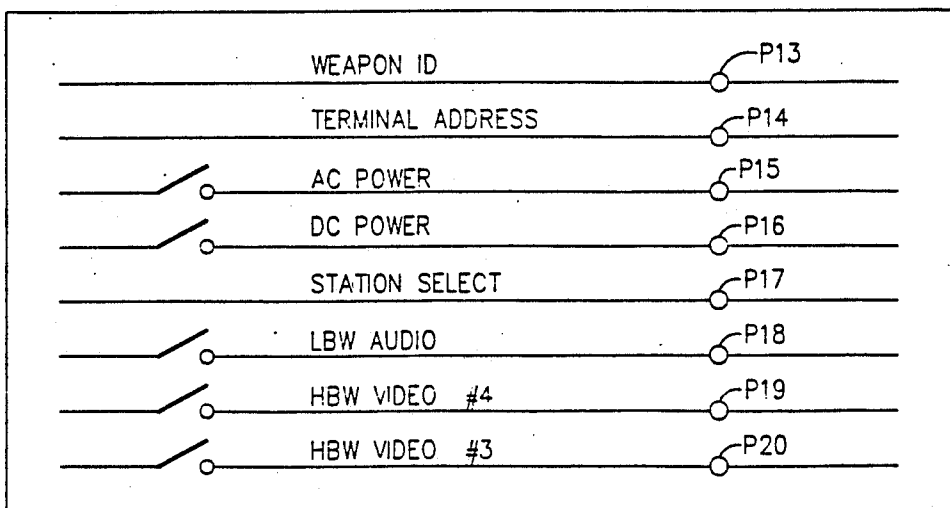 WEAPON ID P13
TERMINAL ADDRESS P14
AC POWER P15
DC POWER P16
STATION SELECT P17
LBW AUDIO P18
HBW VIDEO #4 P19
HBW VIDEO #3 P20